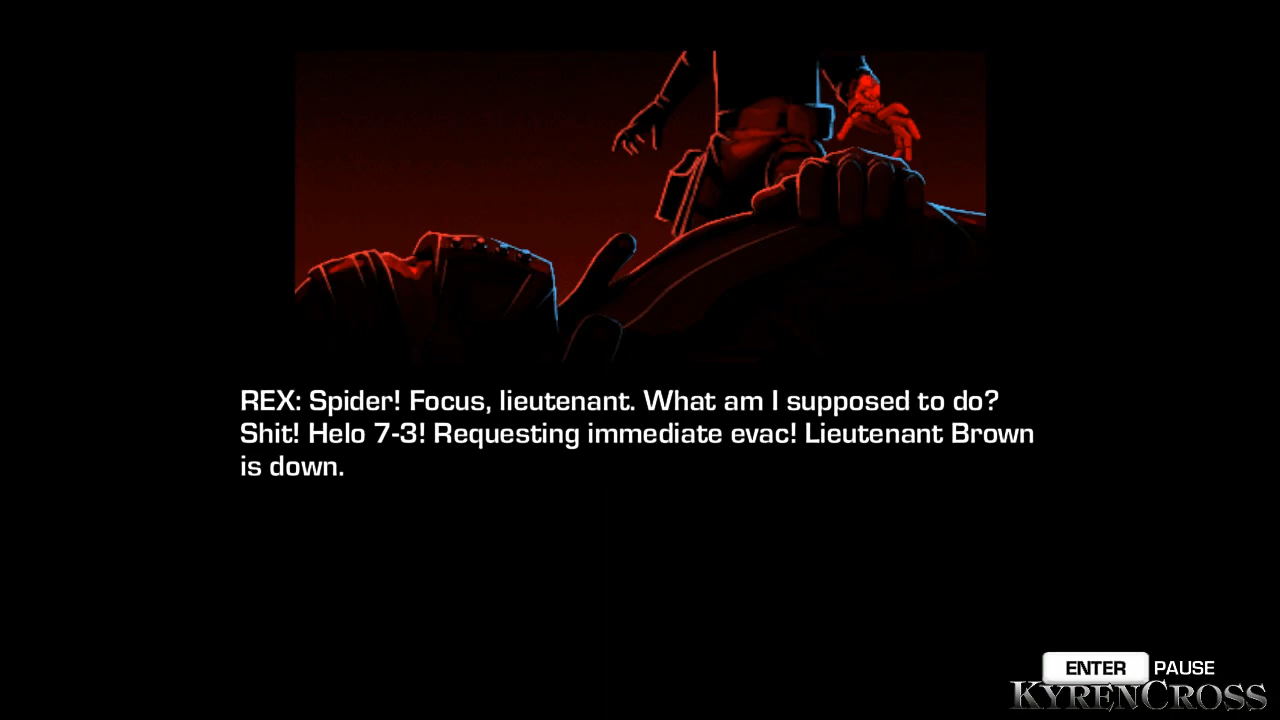 REX: Spider! Focus, lieutenant. What am I supposed to do?
Shit! Helo 7-3! Requesting immediate evac! Lieutenant Brown
is down.
ENTER PAUSE
KYRENCROSS